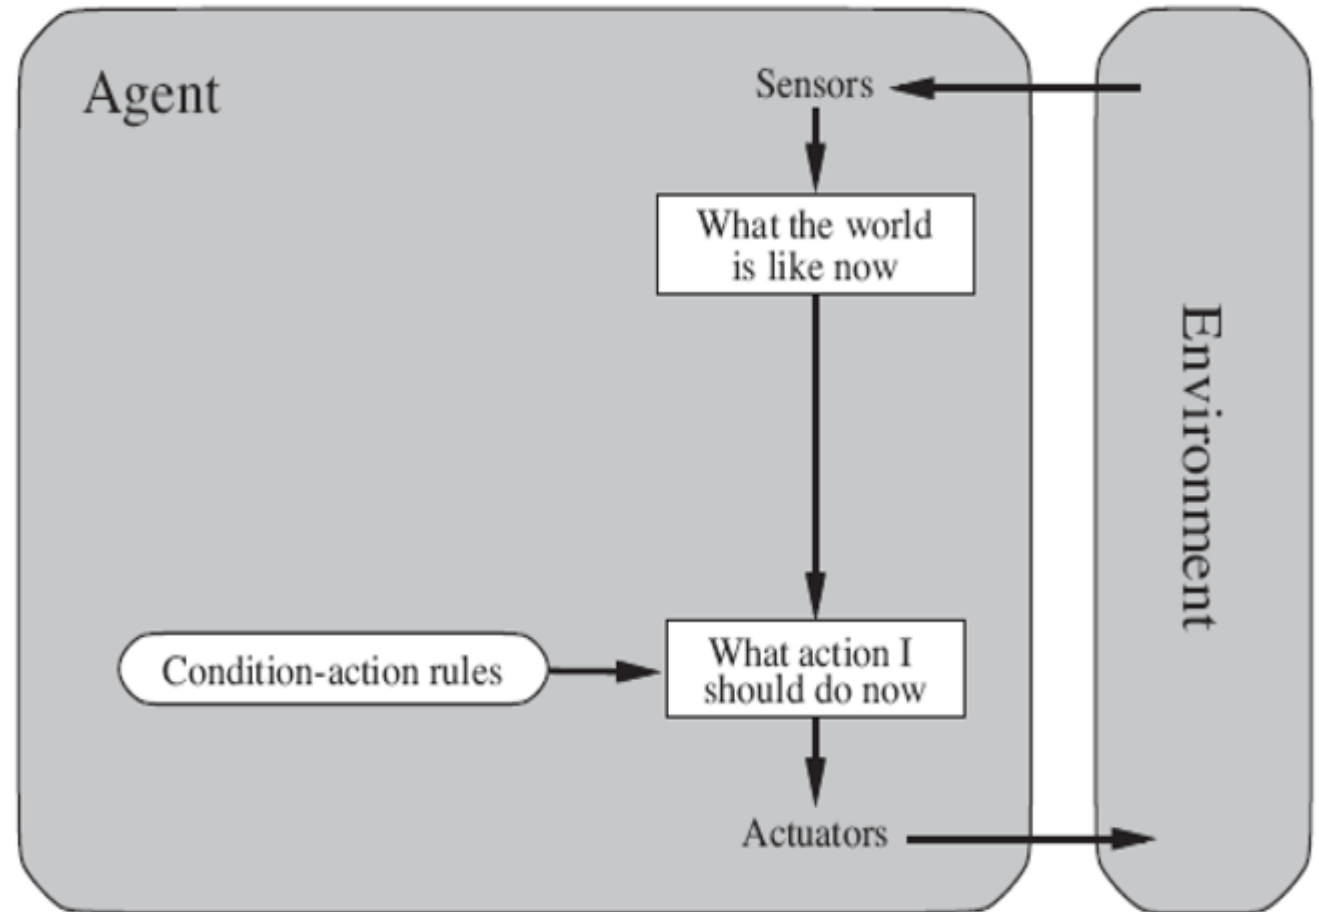 Agent
Sensors
What the world
is like now
Environment
Condition-action rules
What action I
should do now
Actuators